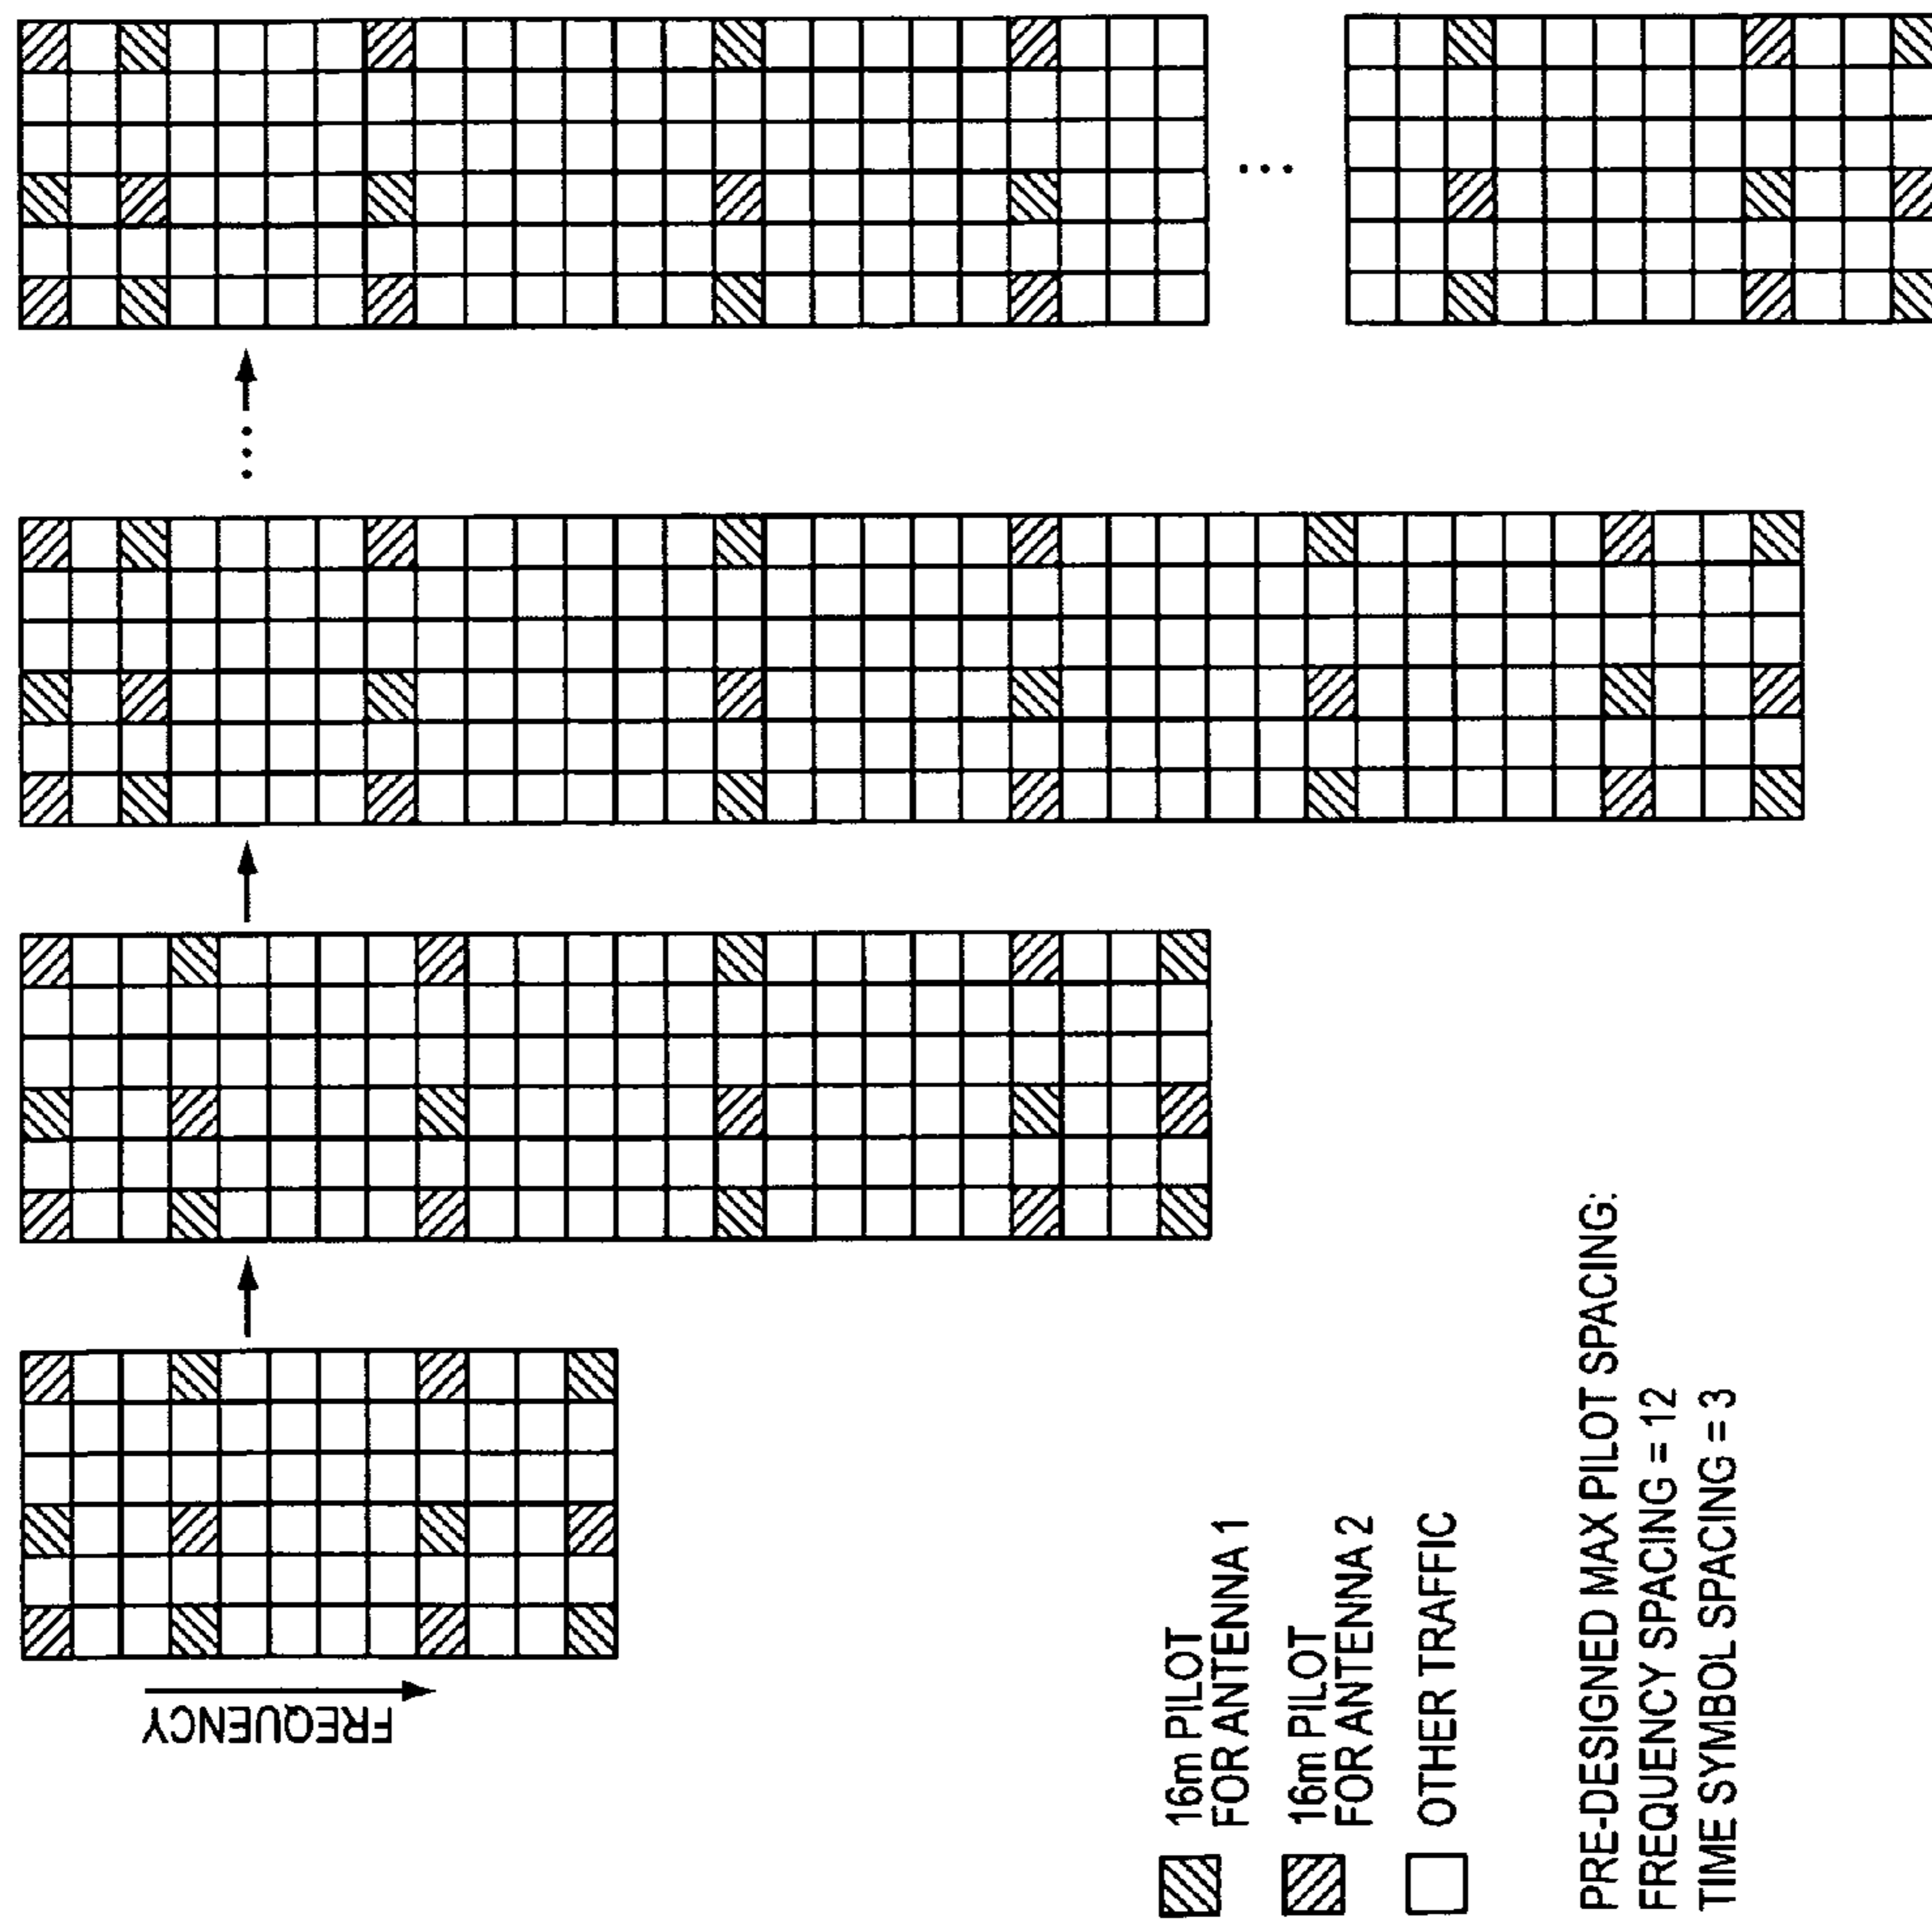 FREQUENCY
16m PILOT
FOR ANTENNA 1
16m PILOT
FOR ANTENNA 2
OTHER TRAFFIC
PRE-DESIGNED MAX PILOT SPACING:
FREQUENCY SPACING = 12
TIME SYMBOL SPACING = 3